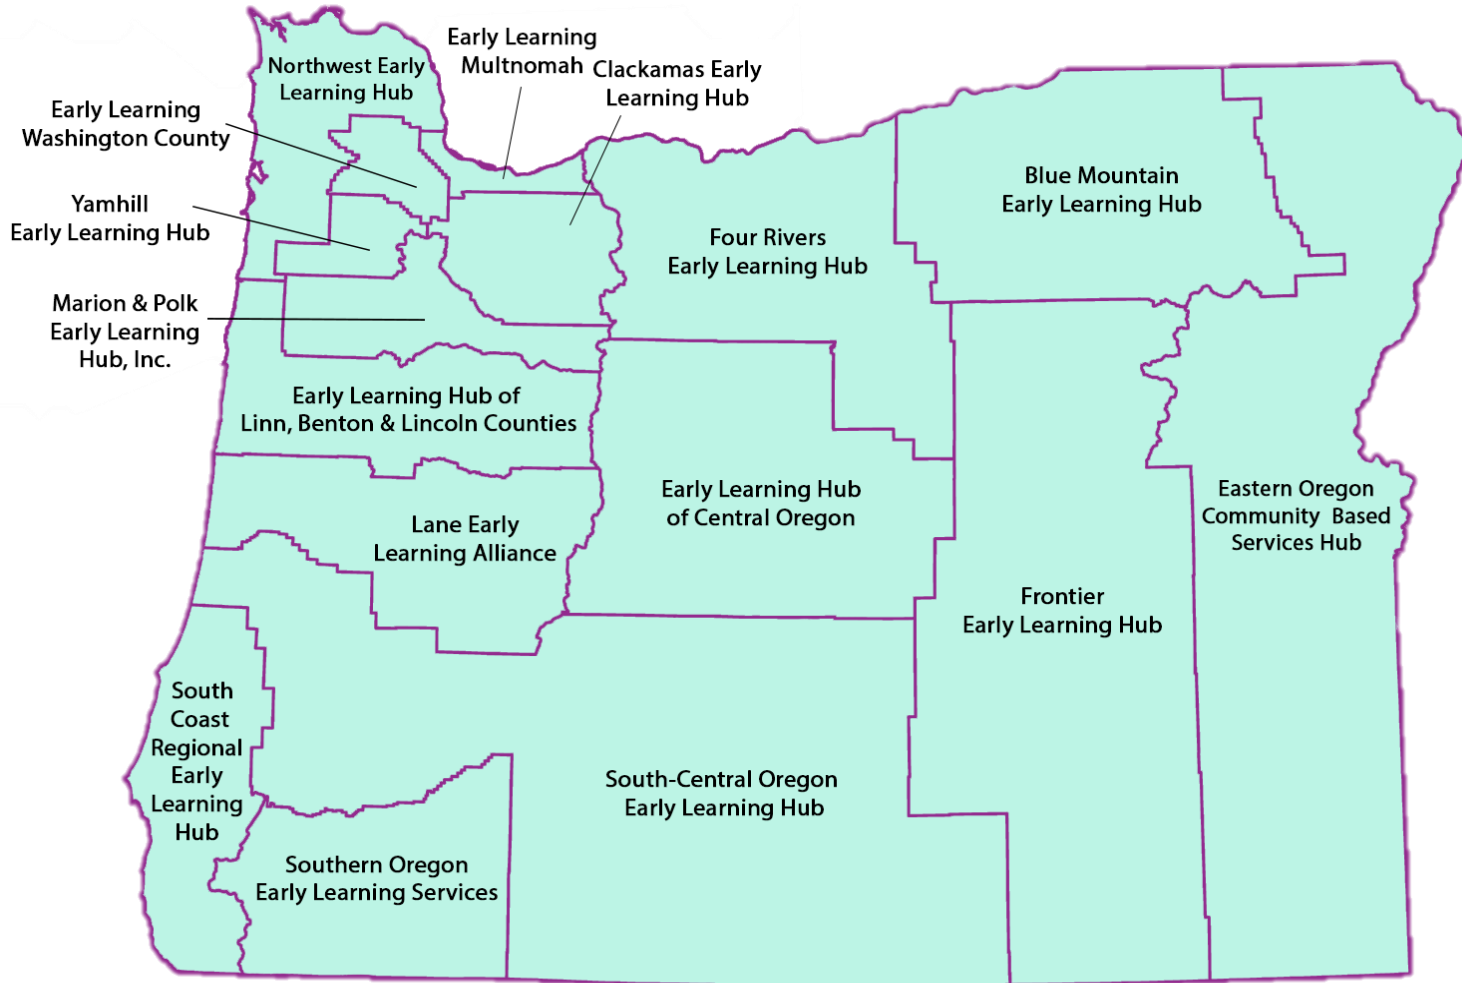 Early Learning
Multnomah
Clackamas Early
Learning Hub
Northwest Early
Learning Hub
Early Learning
Washington County
Yamhill
Early Learning Hub
Blue Mountain
Early Learning Hub
Four Rivers
Early Learning Hub
Marion & Polk
Early Learning
Hub, Inc.
Early Learning Hub of
Linn, Benton & Lincoln Counties
Early Learning Hub
of Central Oregon
Eastern Oregon
Community Based
Services Hub
Lane Early
Learning Alliance
Frontier
Early Learning Hub
South
Coast
Regional
Early
Learning
Hub
South-Central Oregon
Early Learning Hub
Southern Oregon
Early Learning Services